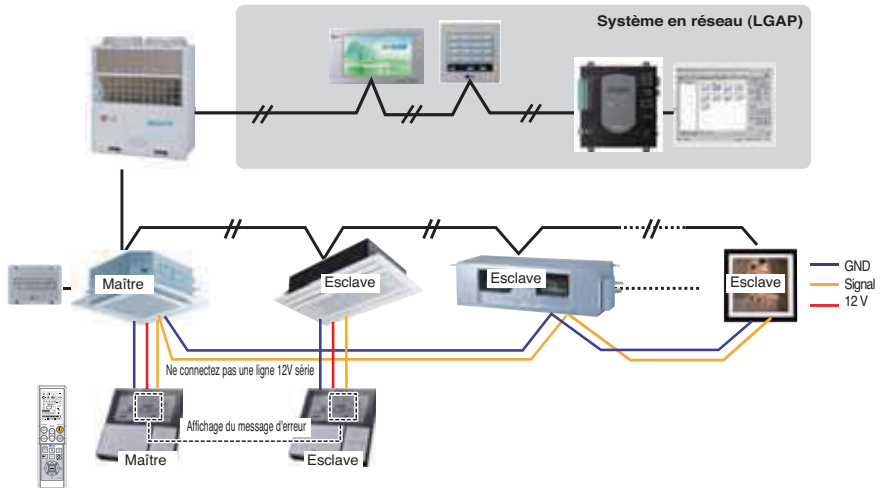 Système en réseau (LGAP)
Maître
Esclave
Esclave
Esclave
GND
Signal
12 V
Ne connectez pas une ligne 12V série
Affichage du message d'erreur
Maître
Esclave